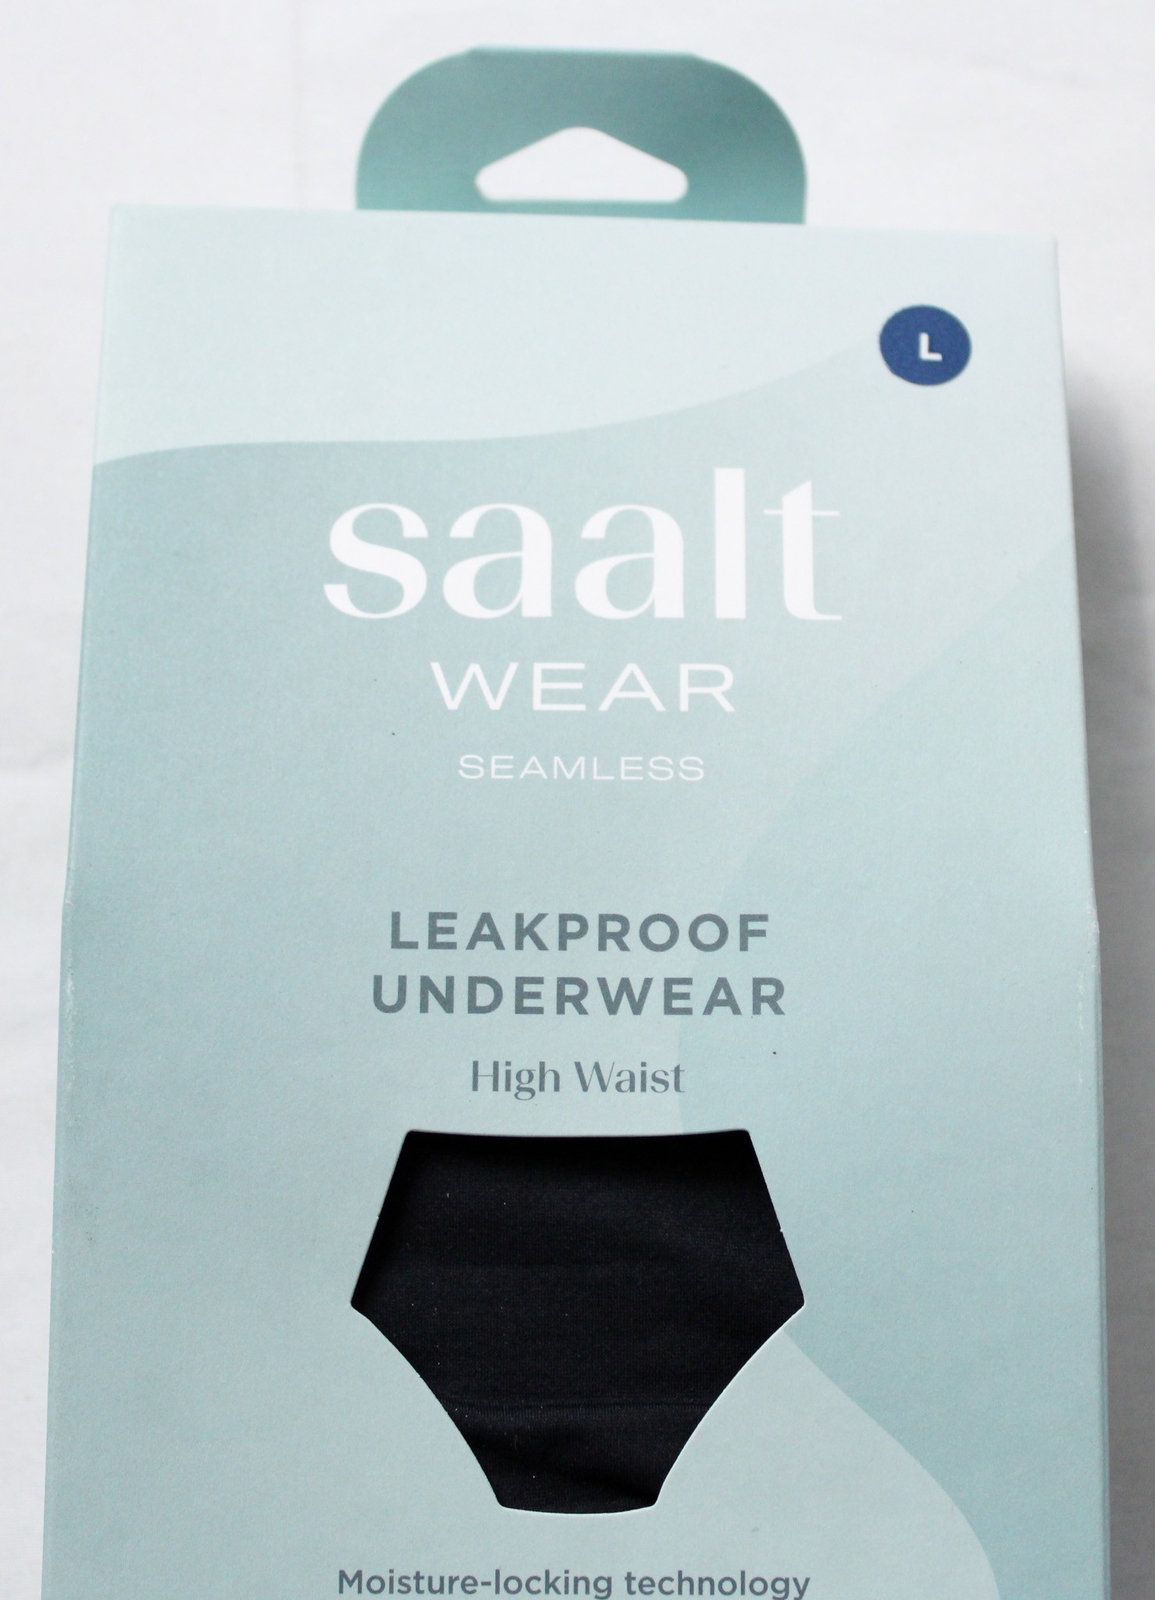 L
saalt
WEAR
SEAMLESS
LEAKPROOF
UNDERWEAR
High Waist
Moisture-locking technology